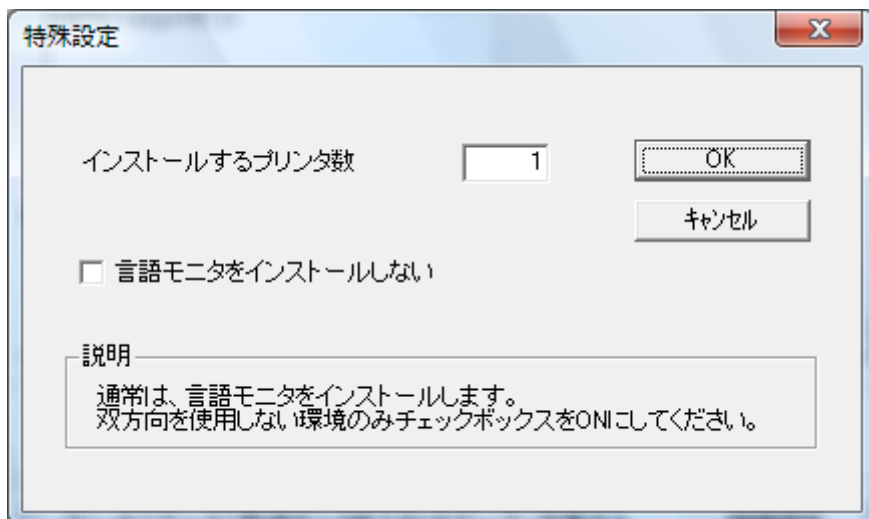 特殊設定
インストールするプリンタ数 1 OK
キャンセル
言語モニタをインストールしない
説明
通常は、言語モニタをインストールします。
双方向を使用しない環境のみチェックボックスをONにしてください。